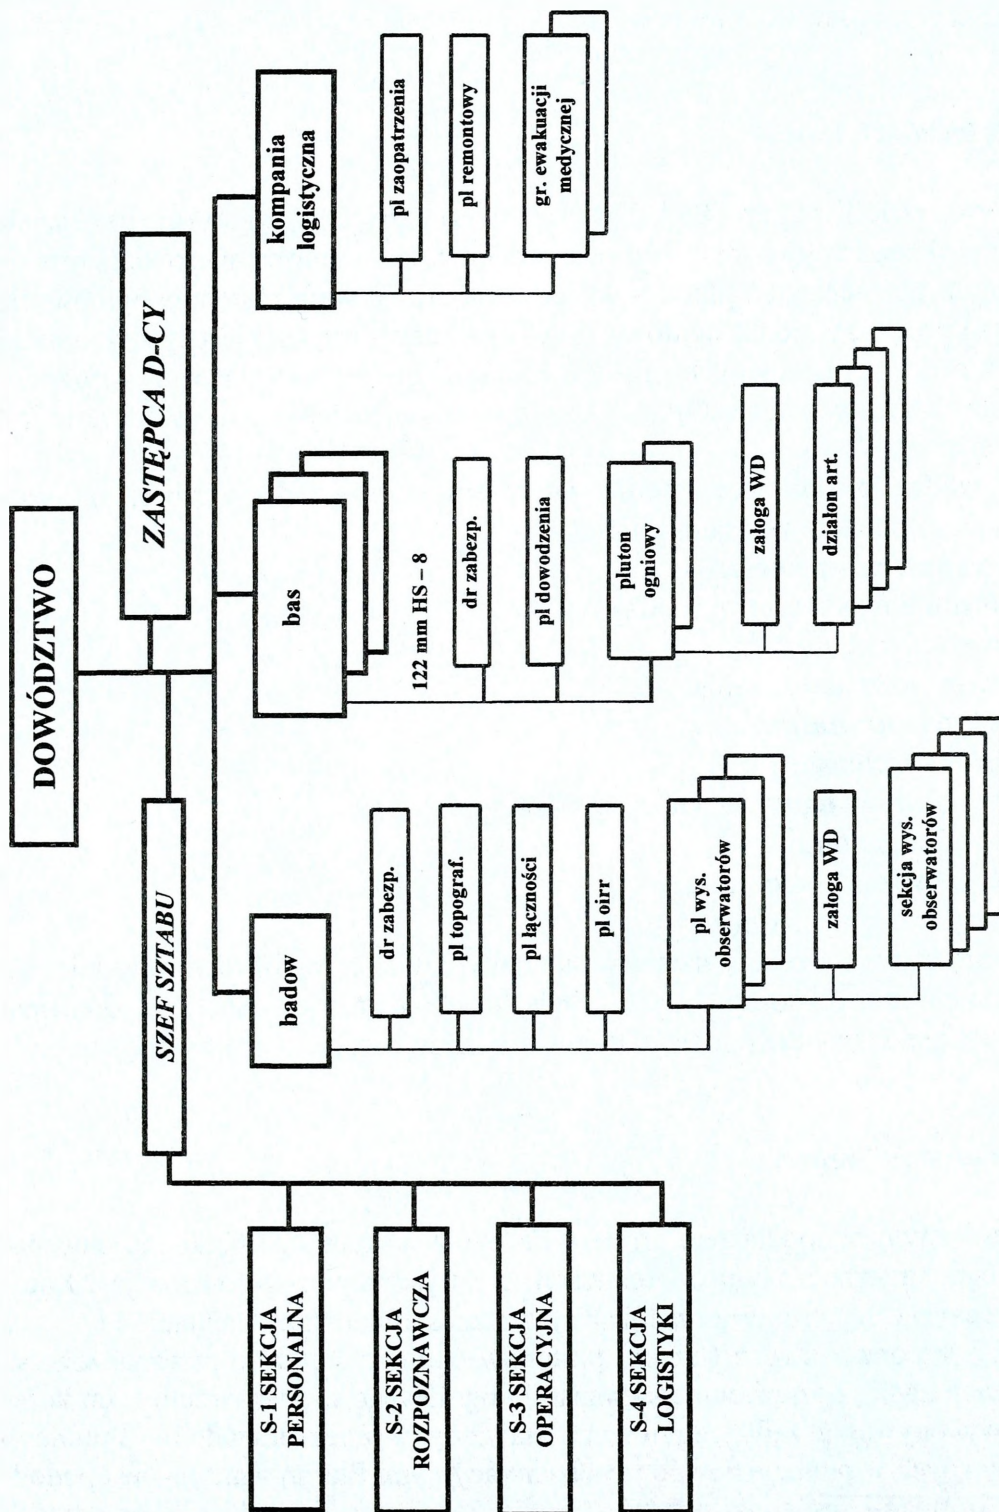 DOWÓDZTWO
SZEF SZTABU
ZASTĘPCA D-CY
S-1 SEKCJA
PERSONALNA
S-2 SEKCJA
ROZPOZNAWCZA
S-3 SEKCJA
OPERACYJNA
S-4 SEKCJA
LOGISTYKI
badow
dr zabezp.
pl topograf.
pl łączności
pl oirr
pl wys.
obserwatorów
załoga WD
sekcja wys.
obserwatorów
bas
122 mm HS – 8
dr zabezp.
pl dowodzenia
pluton
ogniowy
załoga WD
działon art.
kompania
logistyczna
pl zaopatrzenia
pl remontowy
gr. ewakuacji
medycznej